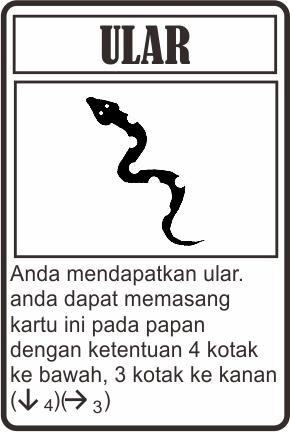 ULAR
Anda mendapatkan ular.
anda dapat memasang
kartu ini pada papan
dengan ketentuan 4 kotak
ke bawah, 3 kotak ke kanan
(↓ 4)(→ 3)